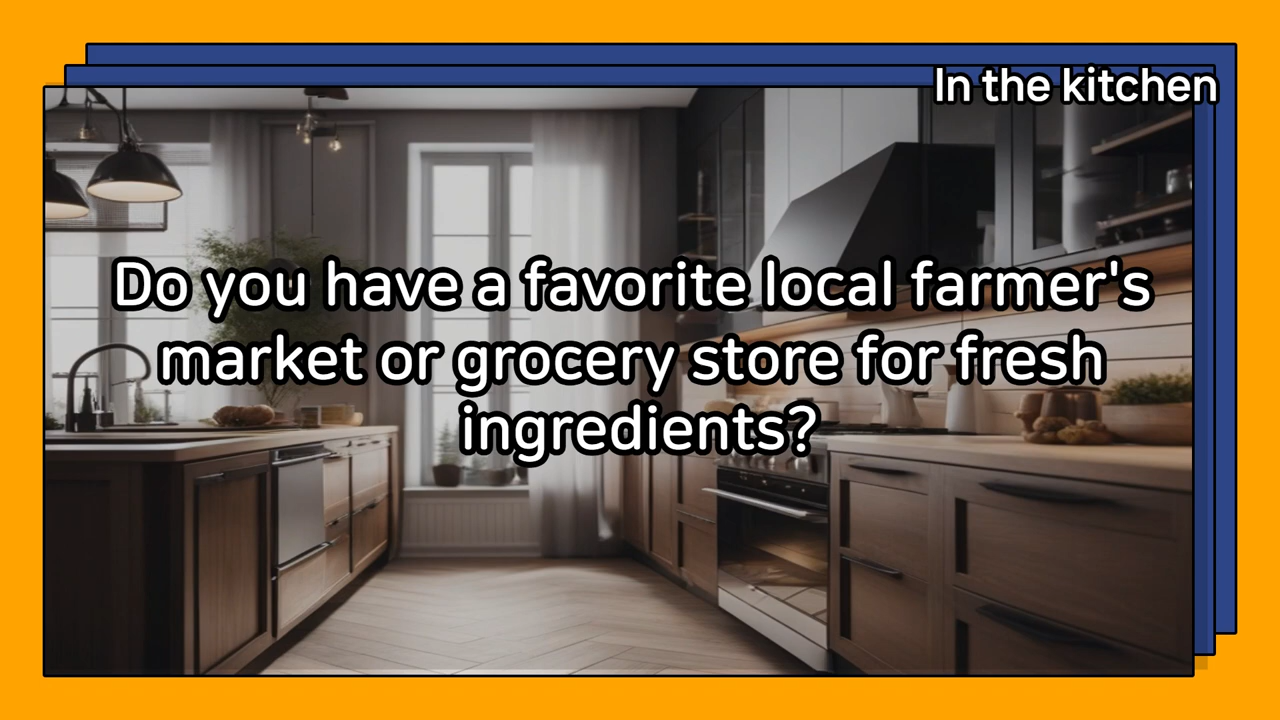 In the kitchen
Do you have a favorite local farmer's
market or grocery store for fresh
ingredients?